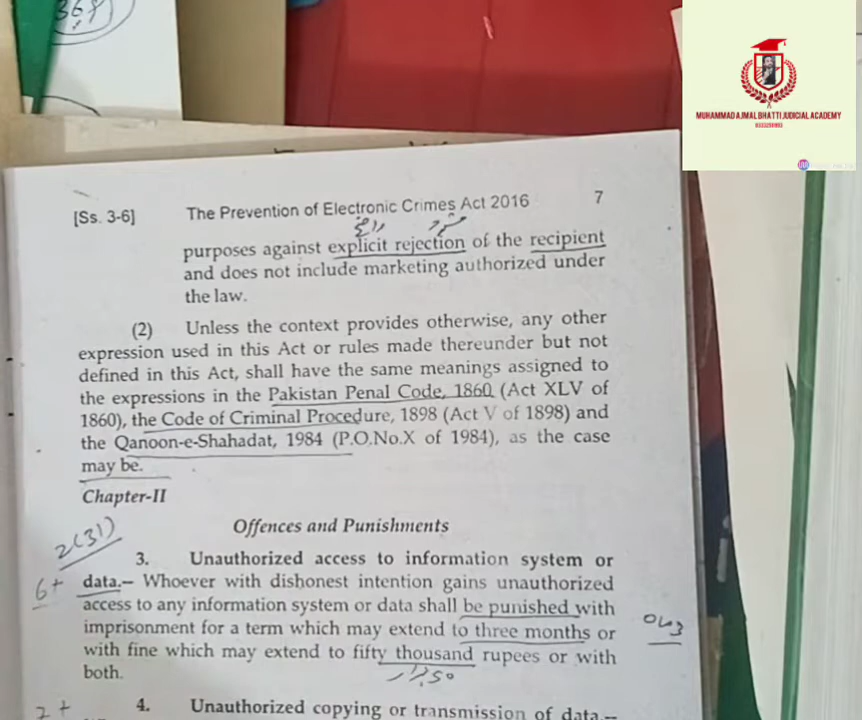 368
MUHAMMAD AJMAL BHATTI JUDICIAL ACADEMY
[Ss. 3-6] The Prevention of Electronic Crimes Act 2016 7
purposes against explicit rejection of the recipient
and does not include marketing authorized under
the law.
(2) Unless the context provides otherwise, any other
expression used in this Act or rules made thereunder but not
defined in this Act, shall have the same meanings assigned to
the expressions in the Pakistan Penal Code, 1860 (Act XLV of
1860), the Code of Criminal Procedure, 1898 (Act V of 1898) and
the Qanoon-e-Shahadat, 1984 (P.O.No.X of 1984), as the case
may be.
Chapter-II
Offences and Punishments
2(31)
3. Unauthorized access to information system or
6+ data.– Whoever with dishonest intention gains unauthorized
access to any information system or data shall be punished with
imprisonment for a term which may extend to three months or
with fine which may extend to fifty thousand rupees or with
both.
2+ 4. Unauthorized copying or transmission of data.–